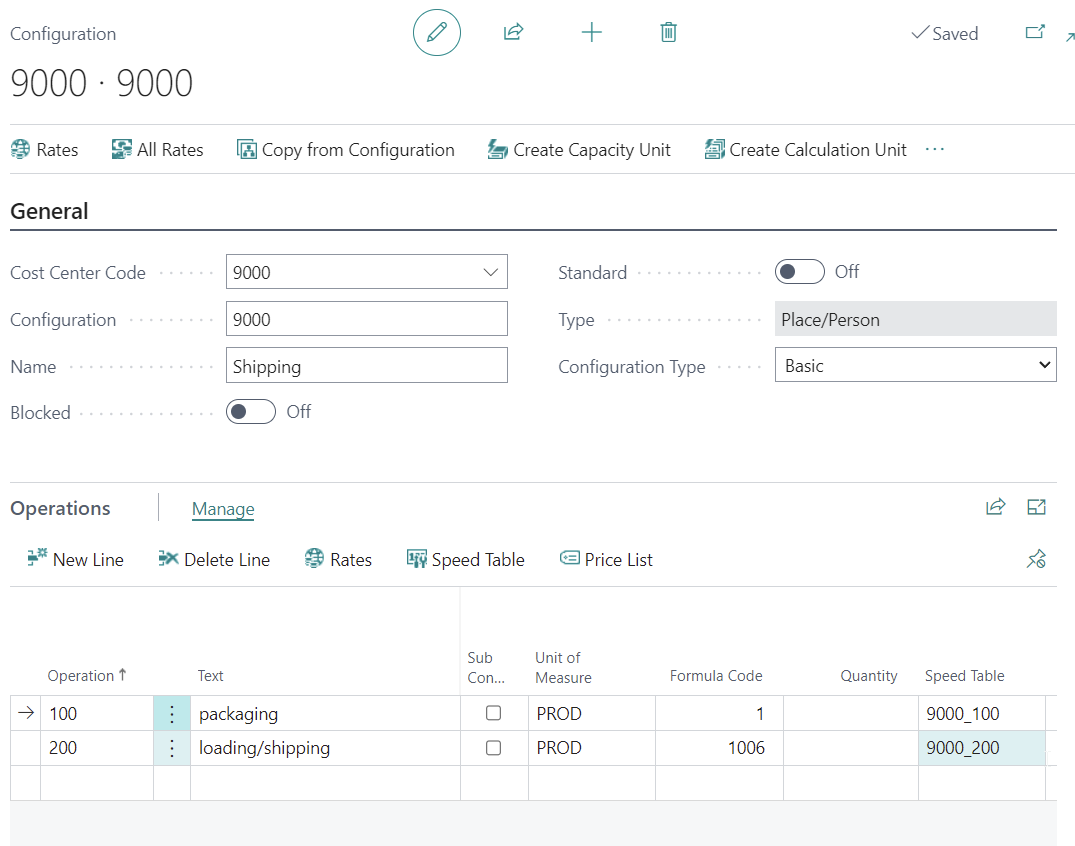 Configuration
Saved
9000 · 9000
Rates All Rates Copy from Configuration Create Capacity Unit Create Calculation Unit ···
General
Cost Center Code 9000 Standard Off
Configuration 9000 Type Place/Person
Name Shipping Configuration Type Basic
Blocked Off
Operations Manage
New Line Delete Line Rates Speed Table Price List
Sub Unit of
Operation Text Con... Measure Formula Code Quantity Speed Table
100 packaging PROD 1 9000_100
200 loading/shipping PROD 1006 9000_200